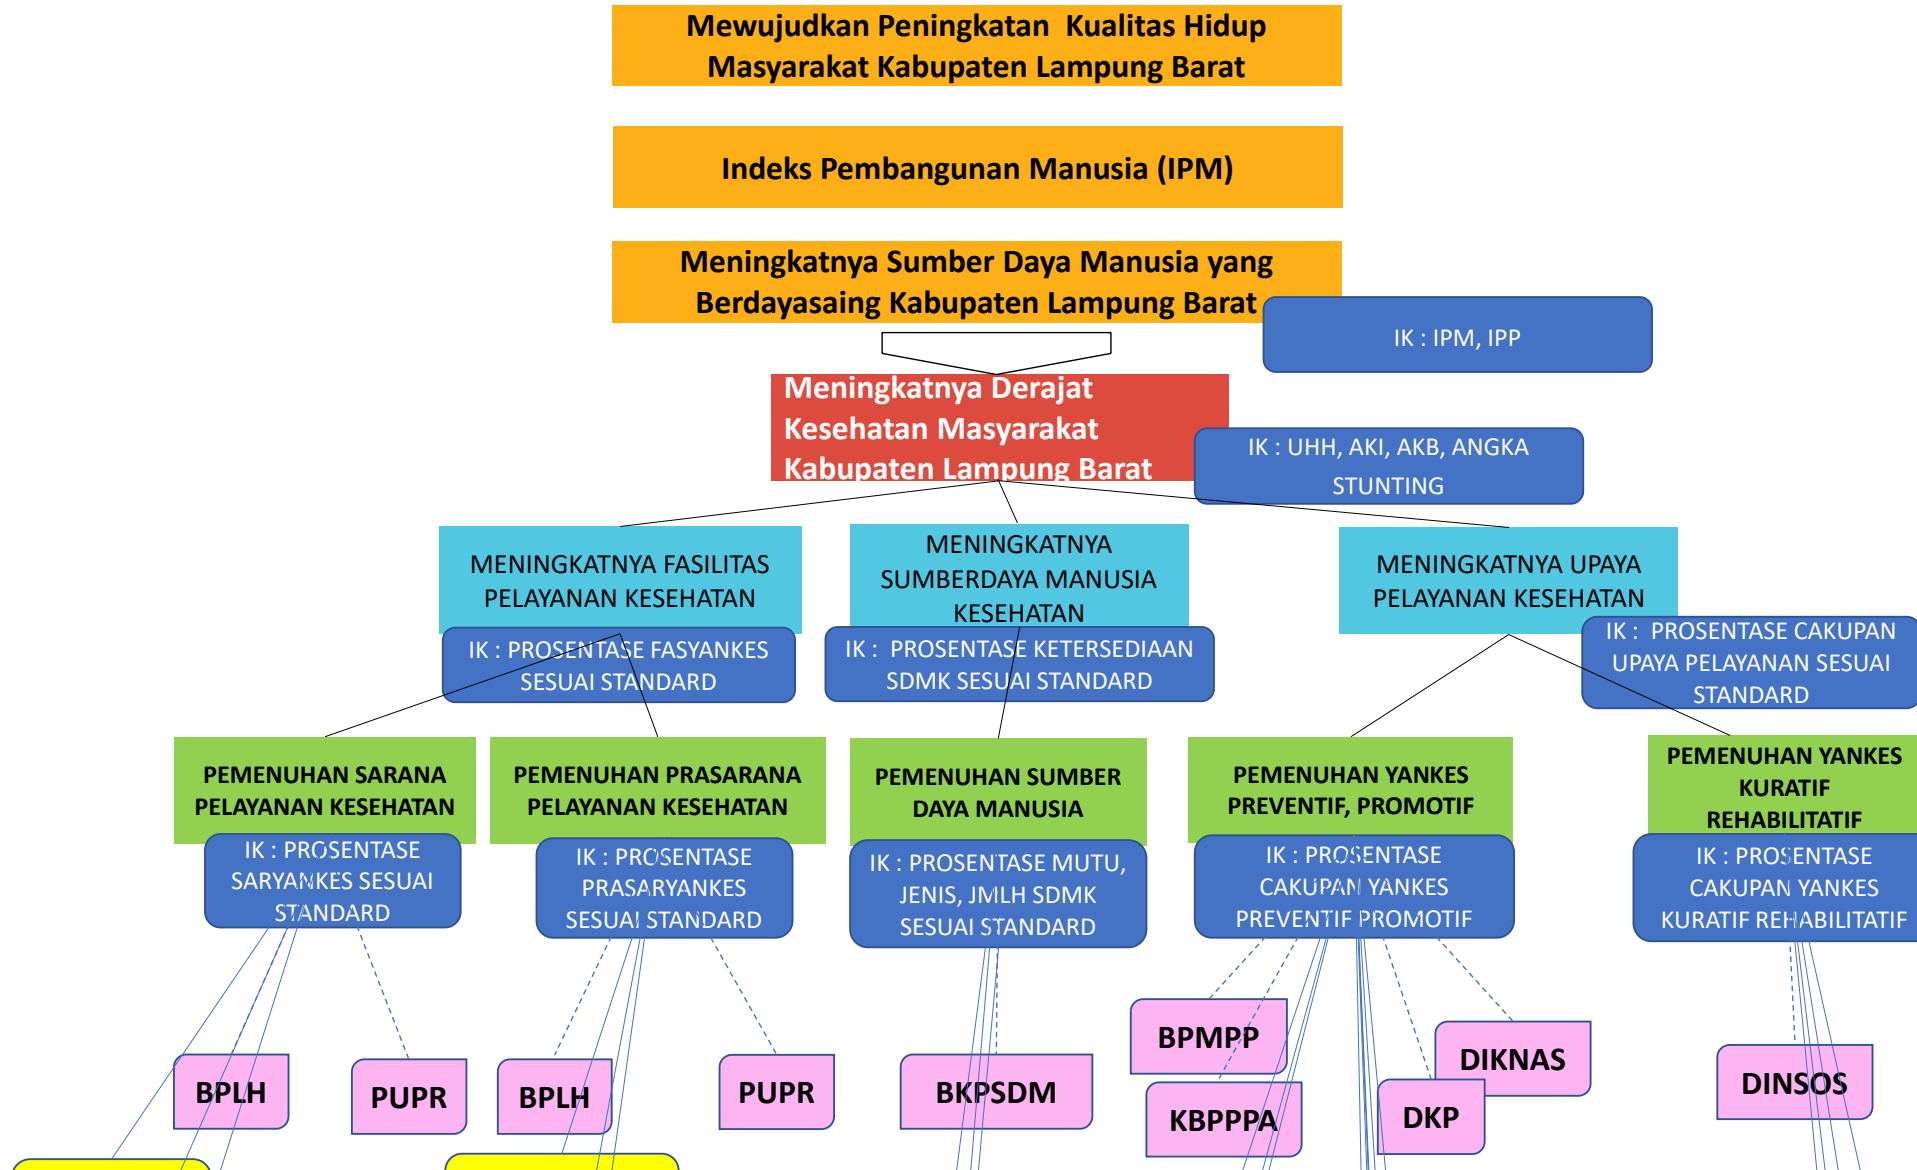 Mewujudkan Peningkatan  Kualitas Hidup
Masyarakat Kabupaten Lampung Barat
Indeks Pembangunan Manusia (IPM)
Meningkatnya Sumber Daya Manusia yang
Berdayasaing Kabupaten Lampung Barat
IK : IPM, IPP
Meningkatnya Derajat
Kesehatan Masyarakat
Kabupaten Lampung Barat
IK : UHH, AKI, AKB, ANGKA
STUNTING
MENINGKATNYA FASILITAS
PELAYANAN KESEHATAN
MENINGKATNYA
SUMBERDAYA MANUSIA
KESEHATAN
MENINGKATNYA UPAYA
PELAYANAN KESEHATAN
IK : PROSENTASE FASYANKES
SESUAI STANDARD
IK :  PROSENTASE KETERSEDIAAN
SDMK SESUAI STANDARD
IK :  PROSENTASE CAKUPAN
UPAYA PELAYANAN SESUAI
STANDARD
PEMENUHAN SARANA
PELAYANAN KESEHATAN
PEMENUHAN PRASARANA
PELAYANAN KESEHATAN
PEMENUHAN SUMBER
DAYA MANUSIA
PEMENUHAN YANKES
PREVENTIF, PROMOTIF
PEMENUHAN YANKES
KURATIF
REHABILITATIF
IK : PROSENTASE
SARYANKES SESUAI
STANDARD
IK : PROSENTASE
PRASARYANKES
SESUAI STANDARD
IK : PROSENTASE MUTU,
JENIS, JMLH SDMK
SESUAI STANDARD
IK : PROSENTASE
CAKUPAN YANKES
PREVENTIF PROMOTIF
IK : PROSENTASE
CAKUPAN YANKES
KURATIF REHABILITATIF
BPLH
PUPR
BPLH
PUPR
BKPSDM
BPMPP
KBPPPA
DKP
DIKNAS
DINSOS